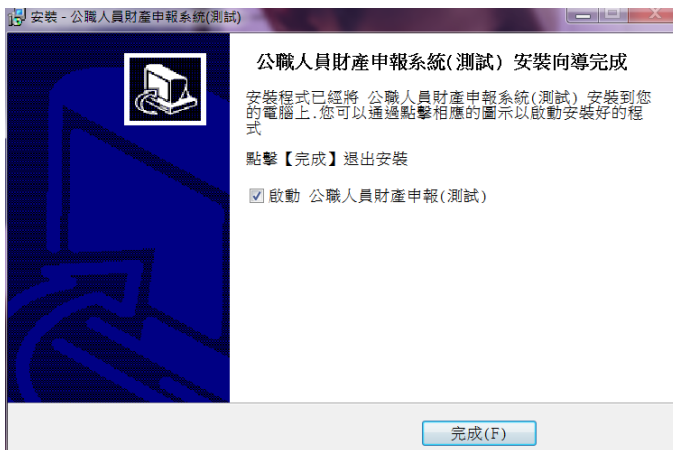 安裝 - 公職人員財產申報系統(測試)
公職人員財產申報系統(測試) 安裝向導完成
安裝程式已經將 公職人員財產申報系統(測試) 安裝到您
的電腦上.您可以通過點擊相應的圖示以啟動安裝好的程
式
點擊【完成】退出安裝
啟動 公職人員財產申報(測試)
完成(F)